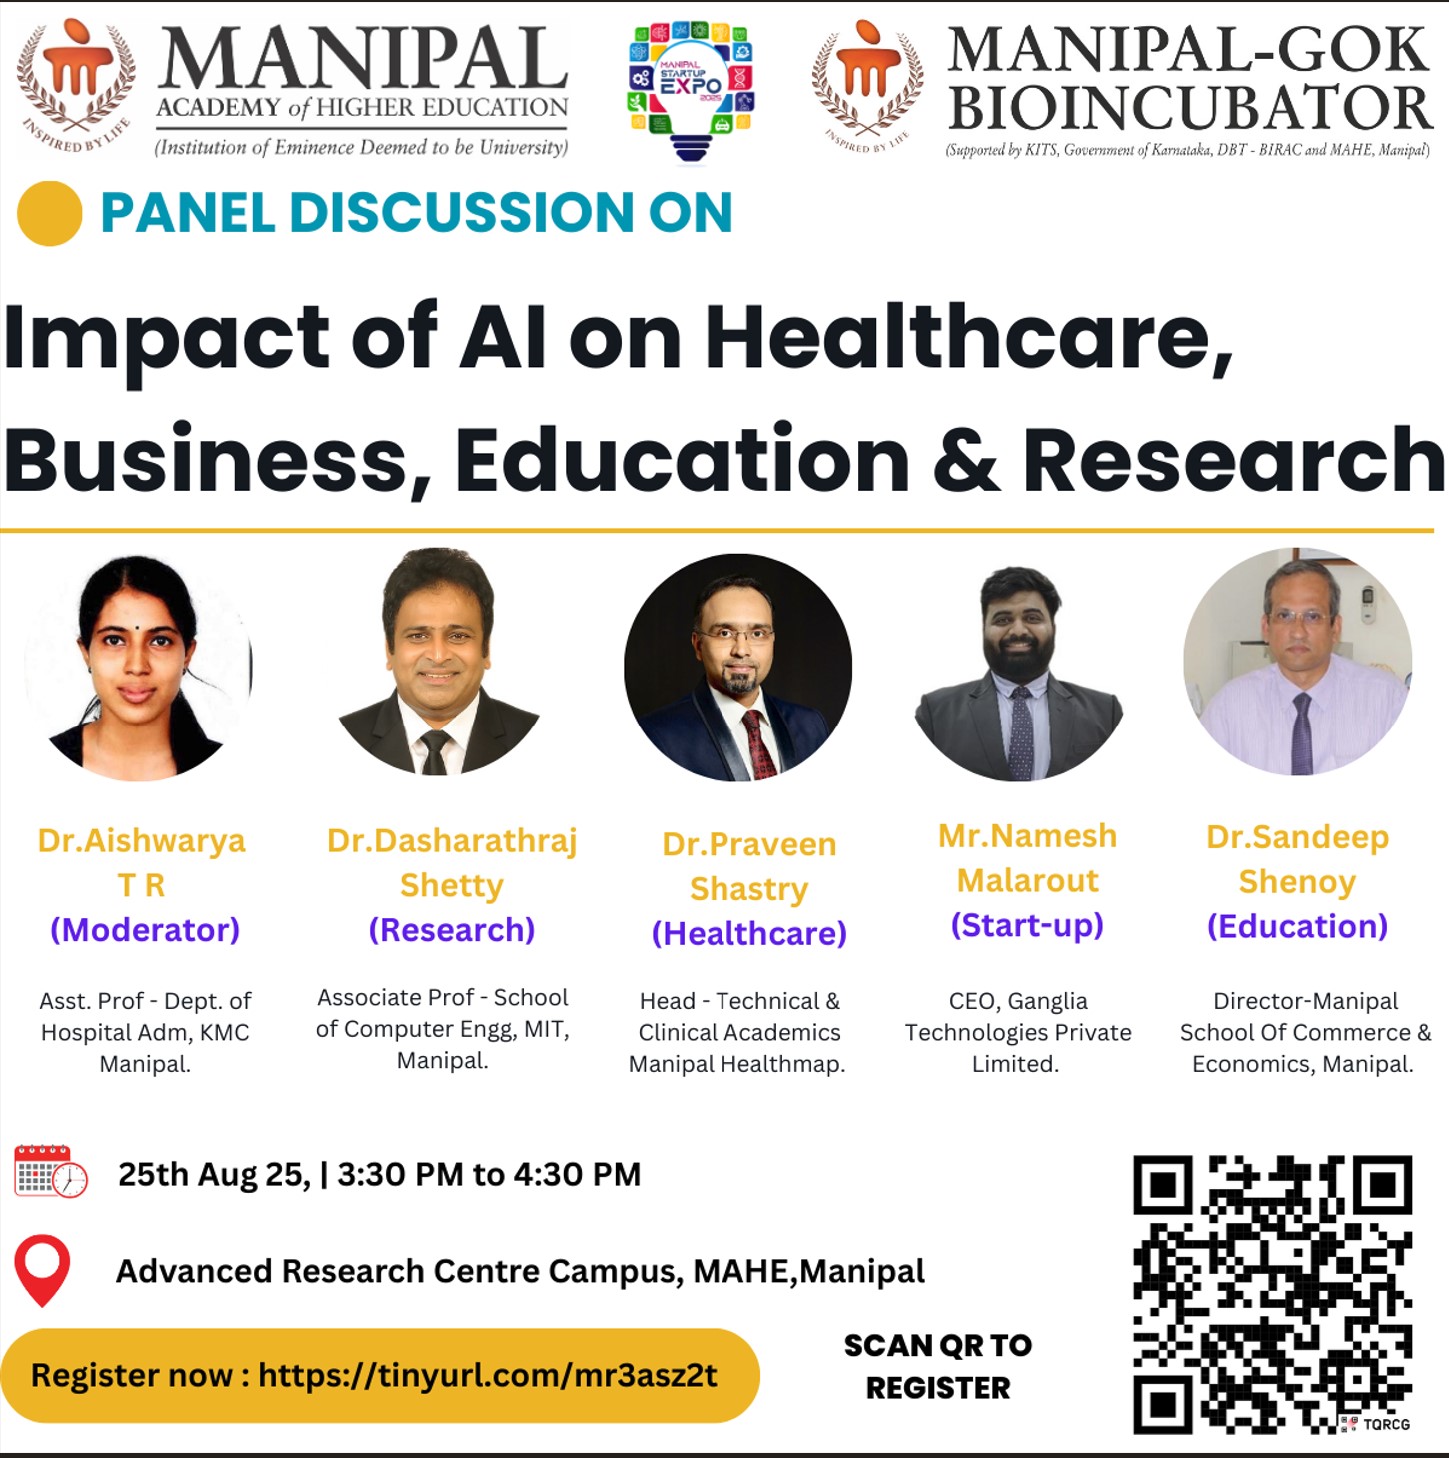 MANIPAL
ACADEMY of HIGHER EDUCATION
(Institution of Eminence Deemed to be University)
INSPIRED BY LIFE
MANIPAL
STARTUP
EXPO
2025
MANIPAL-GOK
BIOINCUBATOR
(Supported by KITS, Government of Karnataka, DBT - BIRAC and MAHE, Manipal)
INSPIRED BY LIFE
PANEL DISCUSSION ON
Impact of AI on Healthcare,
Business, Education & Research
Dr.Aishwarya
T R
(Moderator)
Asst. Prof - Dept. of
Hospital Adm, KMC
Manipal.
Dr.Dasharathraj
Shetty
(Research)
Associate Prof - School
of Computer Engg, MIT,
Manipal.
Dr.Praveen
Shastry
(Healthcare)
Head - Technical &
Clinical Academics
Manipal Healthmap.
Mr.Namesh
Malarout
(Start-up)
CEO, Ganglia
Technologies Private
Limited.
Dr.Sandeep
Shenoy
(Education)
Director-Manipal
School Of Commerce &
Economics, Manipal.
25th Aug 25, | 3:30 PM to 4:30 PM
Advanced Research Centre Campus, MAHE,Manipal
Register now : https://tinyurl.com/mr3asz2t
SCAN QR TO
REGISTER
TQRCG